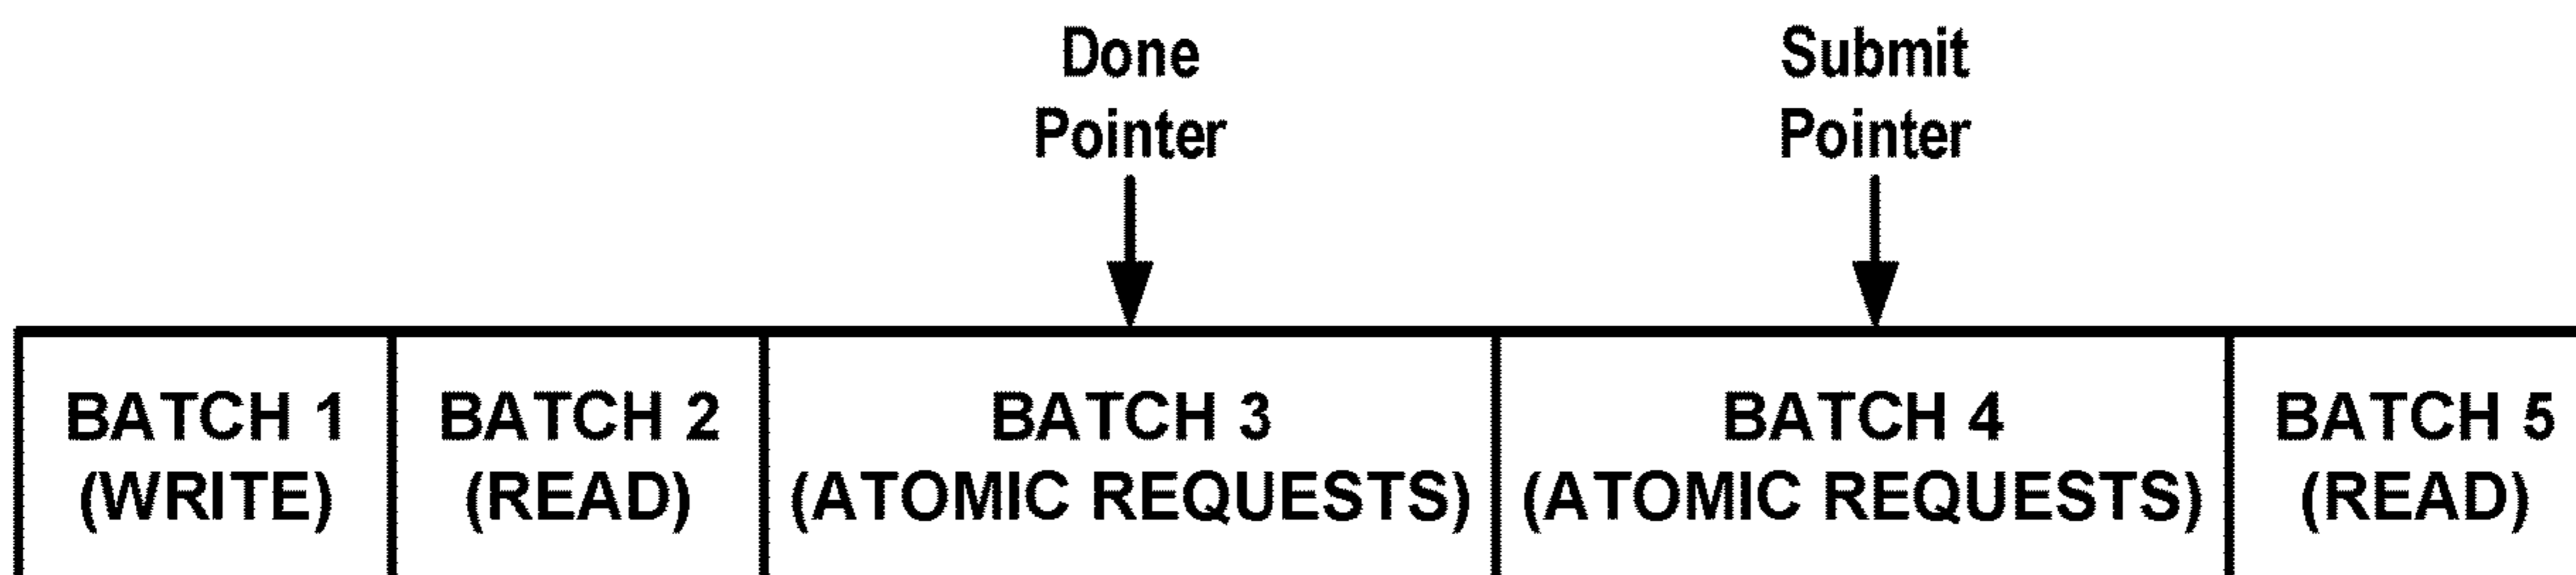 Done
Pointer
Submit
Pointer
BATCH 1
(WRITE)
BATCH 2
(READ)
BATCH 3
(ATOMIC REQUESTS)
BATCH 4
(ATOMIC REQUESTS)
BATCH 5
(READ)